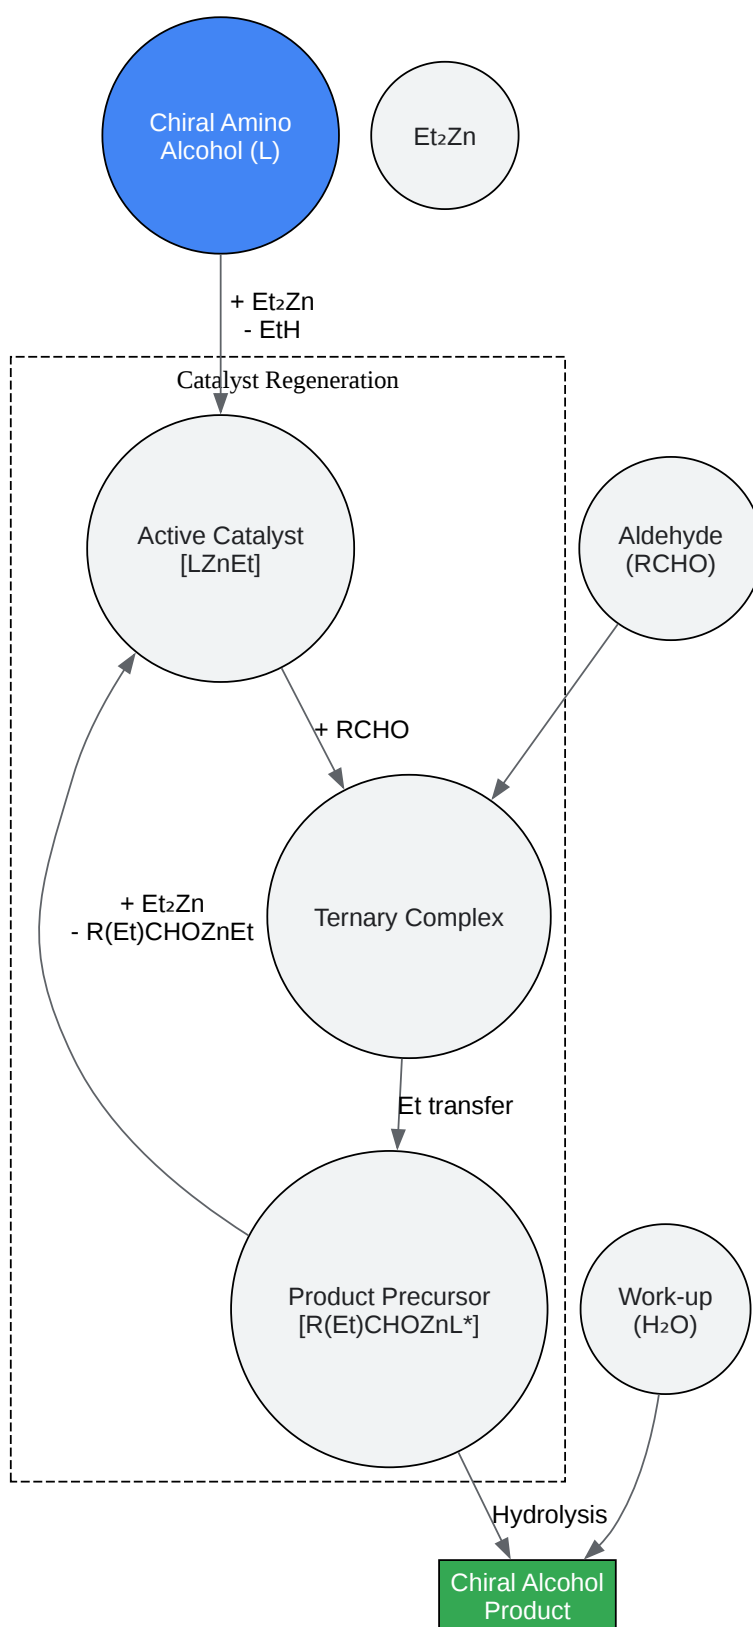 Chiral Amino
Alcohol (L)
Et₂Zn
+ Et₂Zn
- EtH
Catalyst Regeneration
Active Catalyst
[LZnEt]
Aldehyde
(RCHO)
+ RCHO
+ Et₂Zn
- R(Et)CHOZnEt
Ternary Complex
Et transfer
Product Precursor
[R(Et)CHOZnL*]
Work-up
(H₂O)
Hydrolysis
Chiral Alcohol
Product